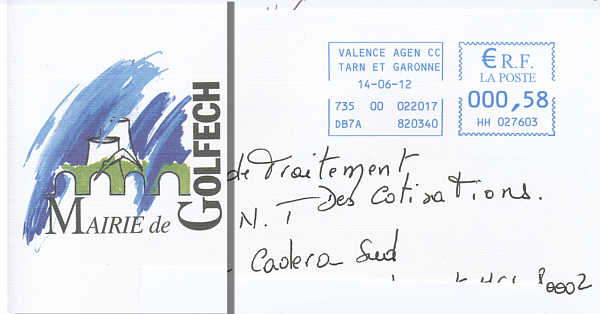 MAIRIE de GOLFECH
VALENCE AGEN CC
TARN ET GARONNE
14-06-12
735 00 022017
DB7A 820340
€ R.F.
LA POSTE
000,58
HH 027603
de Traitement
Des Cotisations.
N. T
Cadera Sud
0002